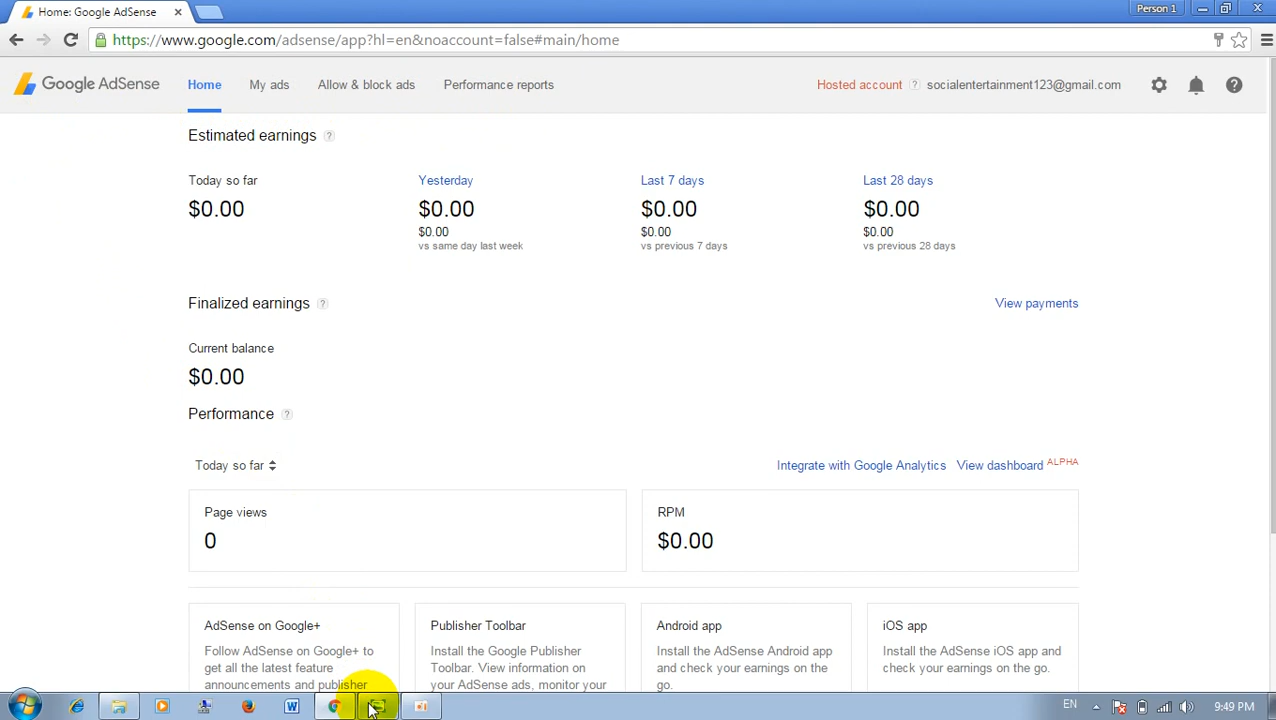 Home: Google AdSense
Person 1
https://www.google.com/adsense/app?hl=en&noaccount=false#main/home
Google AdSense
Home
My ads
Allow & block ads
Performance reports
Hosted account ?
socialentertainment123@gmail.com
?
Estimated earnings ?
Today so far
Yesterday
Last 7 days
Last 28 days
$0.00
$0.00
$0.00
$0.00
$0.00
$0.00
$0.00
vs same day last week
vs previous 7 days
vs previous 28 days
Finalized earnings ?
View payments
Current balance
$0.00
Performance ?
Today so far
Integrate with Google Analytics
View dashboard ALPHA
Page views
RPM
0
$0.00
AdSense on Google+
Follow AdSense on Google+ to
get all the latest feature
announcements and publisher
Publisher Toolbar
Install the Google Publisher
Toolbar. View information on
your AdSense ads, monitor your
Android app
Install the AdSense Android app
and check your earnings on the
go.
iOS app
Install the AdSense iOS app and
check your earnings on the go.
EN
9:49 PM